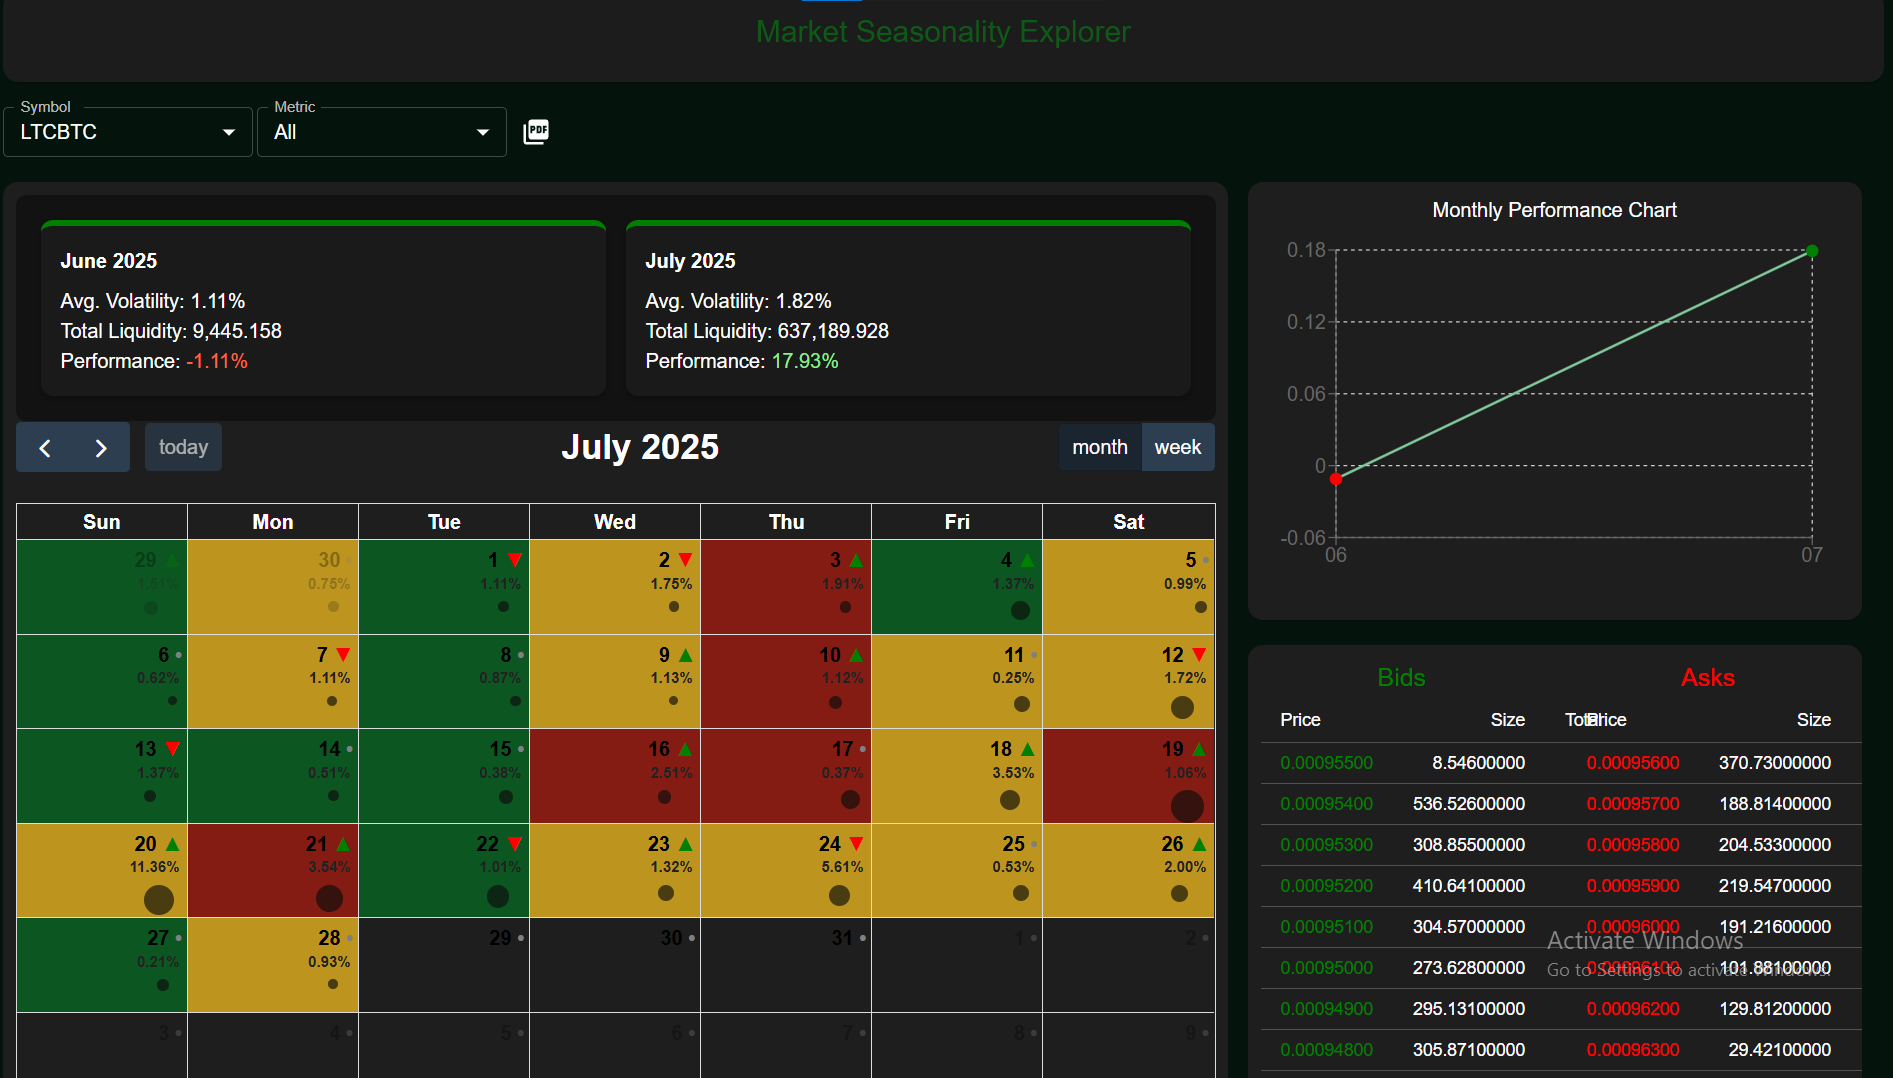 Market Seasonality Explorer
Symbol
LTCBTC
Metric
All
PDF
June 2025
Avg. Volatility: 1.11%
Total Liquidity: 9,445.158
Performance: -1.11%
July 2025
Avg. Volatility: 1.82%
Total Liquidity: 637,189.928
Performance: 17.93%
today
July 2025
month week
Sun Mon Tue Wed Thu Fri Sat
29 30 1 2 3 4 5
1.51% 0.75% 1.11% 1.75% 1.91% 1.37% 0.99%
6 7 8 9 10 11 12
0.62% 1.11% 0.87% 1.13% 1.12% 0.25% 1.72%
13 14 15 16 17 18 19
1.37% 0.51% 0.38% 2.51% 0.37% 3.53% 1.06%
20 21 22 23 24 25 26
11.36% 3.54% 1.01% 1.32% 5.61% 0.53% 2.00%
27 28 29 30 31 1 2
0.21% 0.93%
3 4 5 6 7 8 9
Monthly Performance Chart
0.18
0.12
0.06
0
-0.06
06 07
Bids Asks
Price Size Total Price Size
0.00095500 8.54600000 0.00095600 370.73000000
0.00095400 536.52600000 0.00095700 188.81400000
0.00095300 308.85500000 0.00095800 204.53300000
0.00095200 410.64100000 0.00095900 219.54700000
0.00095100 304.57000000 0.00096000 191.21600000
Activate Windows
0.00095000 273.62800000 0.00096100 101.88100000
Go to Settings to activate Windows.
0.00094900 295.13100000 0.00096200 129.81200000
0.00094800 305.87100000 0.00096300 29.42100000